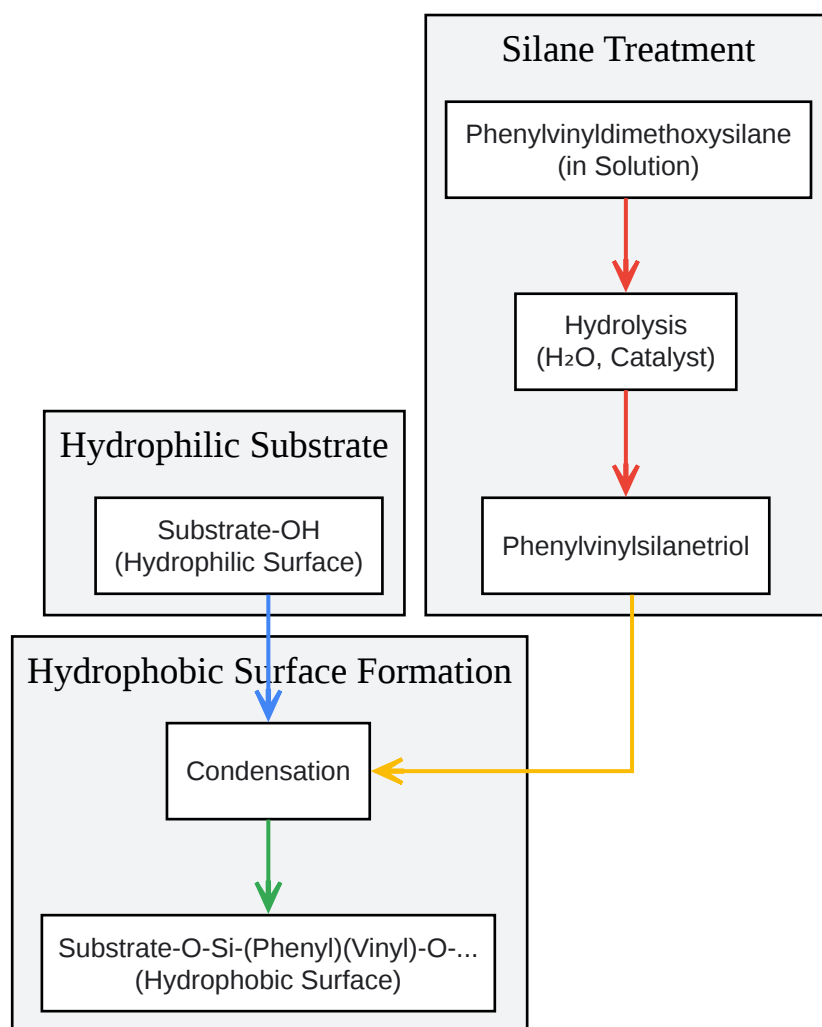 Silane Treatment
Phenylvinyldimethoxysilane
(in Solution)
Hydrolysis
(H₂O, Catalyst)
Phenylvinylsilanetriol
Hydrophilic Substrate
Substrate-OH
(Hydrophilic Surface)
Hydrophobic Surface Formation
Condensation
Substrate-O-Si-(Phenyl)(Vinyl)-O-...
(Hydrophobic Surface)